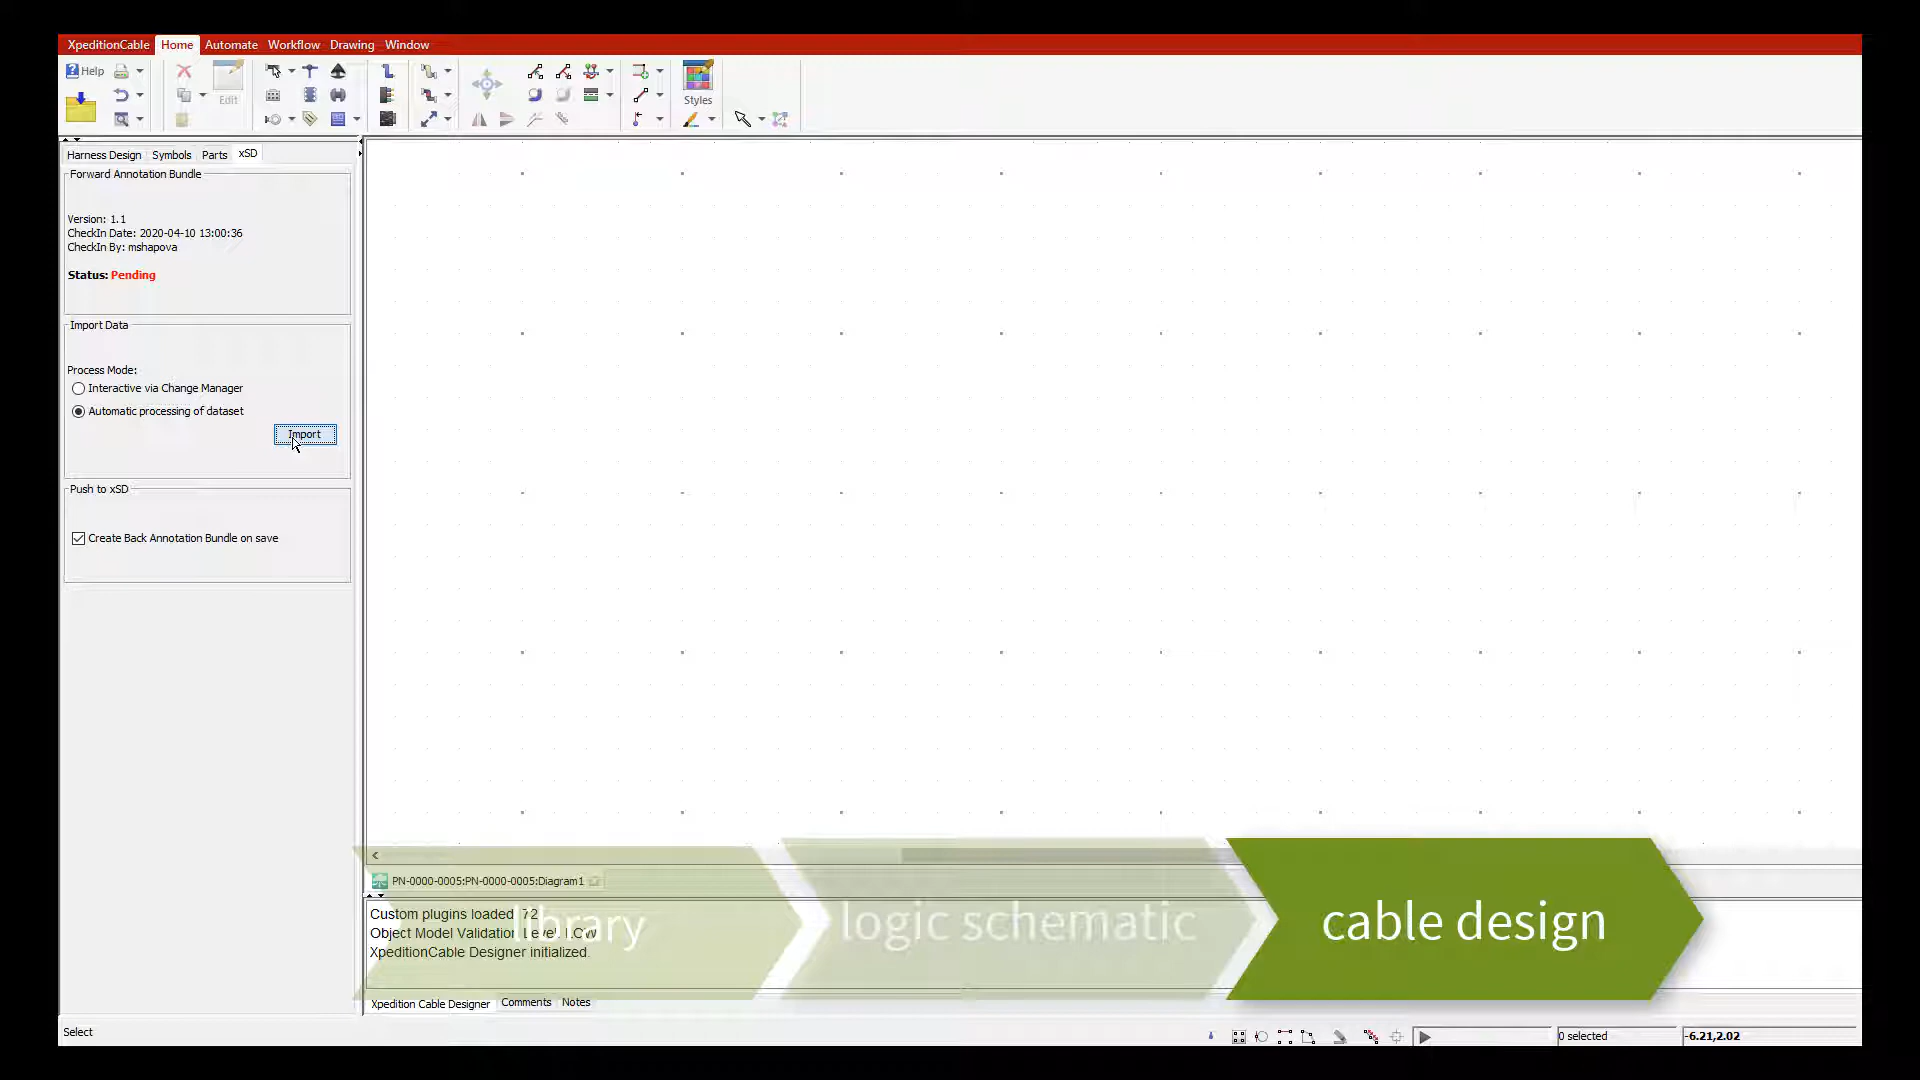 XpeditionCable Home Automate Workflow Drawing Window
Help
Edit
Styles
Harness Design Symbols Parts xSD
Forward Annotation Bundle
Version: 1.1
CheckIn Date: 2020-04-10 13:00:36
CheckIn By: mshapova
Status: Pending
Import Data
Process Mode:
Interactive via Change Manager
Automatic processing of dataset
Import
Push to xSD
Create Back Annotation Bundle on save
PN-0000-0005:PN-0000-0005:Diagram1
Custom plugins loaded: 72
Object Model Validation Level: LOW
XpeditionCable Designer initialized.
library
logic schematic
cable design
Xpedition Cable Designer Comments Notes
Select
0 selected
-6.21,2.02